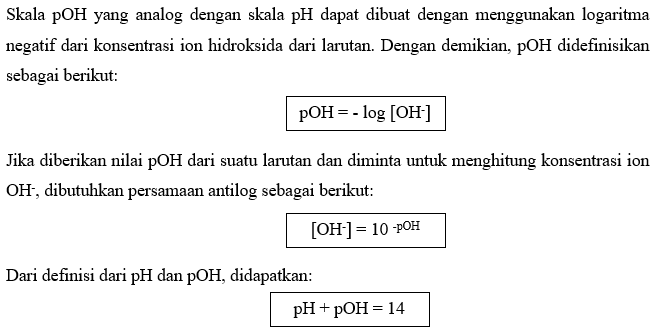 Skala pOH yang analog dengan skala pH dapat dibuat dengan menggunakan logaritma
negatif dari konsentrasi ion hidroksida dari larutan. Dengan demikian, pOH didefinisikan
sebagai berikut:
pOH = - log [OH⁻]
Jika diberikan nilai pOH dari suatu larutan dan diminta untuk menghitung konsentrasi ion
OH⁻, dibutuhkan persamaan antilog sebagai berikut:
[OH⁻] = 10 ⁻ᵖᴼᴴ
Dari definisi dari pH dan pOH, didapatkan:
pH + pOH = 14